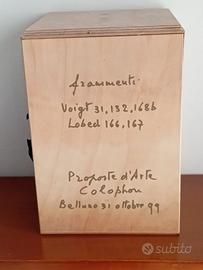 frammenti
Voigt 31, 132, 168b
Lobel 166, 167
Proposte d'Arte
Colophon
Belluno 31 ottobre 99
subito